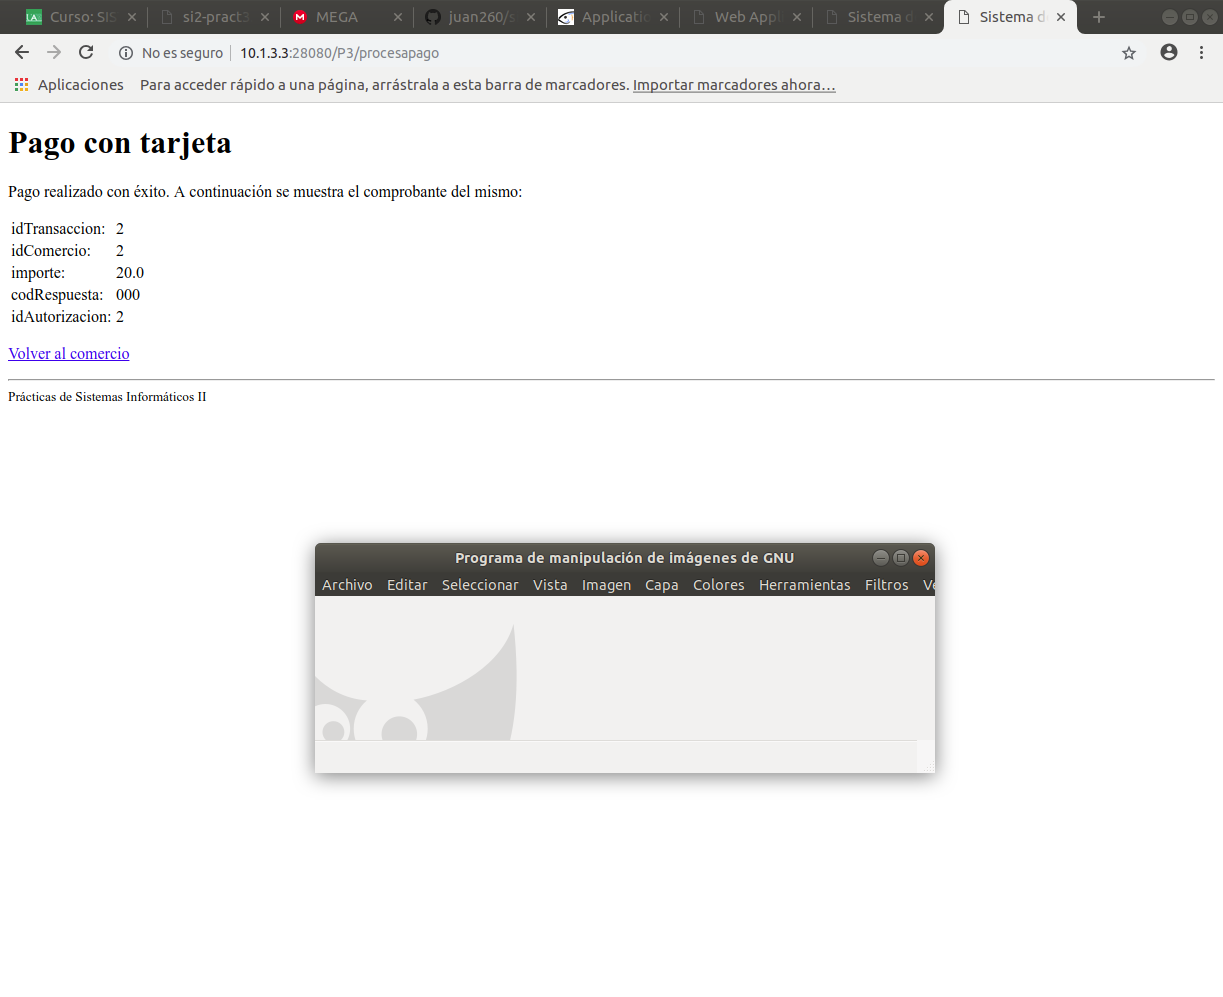 Curso: SIS
si2-pract3
MEGA
juan260/s
Applicatio
Web Appl
Sistema d
Sistema d
No es seguro
10.1.3.3:28080/P3/procesapago
Aplicaciones
Para acceder rápido a una página, arrástrala a esta barra de marcadores. Importar marcadores ahora…
Pago con tarjeta
Pago realizado con éxito. A continuación se muestra el comprobante del mismo:
idTransaccion: 2
idComercio: 2
importe: 20.0
codRespuesta: 000
idAutorizacion: 2
Volver al comercio
Prácticas de Sistemas Informáticos II
Programa de manipulación de imágenes de GNU
Archivo Editar Seleccionar Vista Imagen Capa Colores Herramientas Filtros Ve